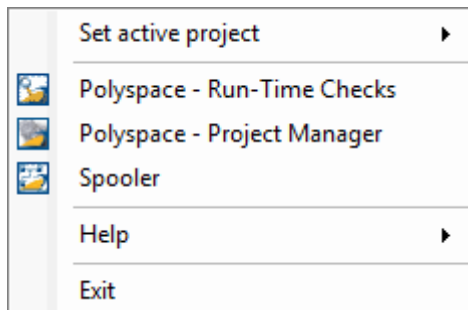 Set active project
Polyspace - Run-Time Checks
Polyspace - Project Manager
Spooler
Help
Exit